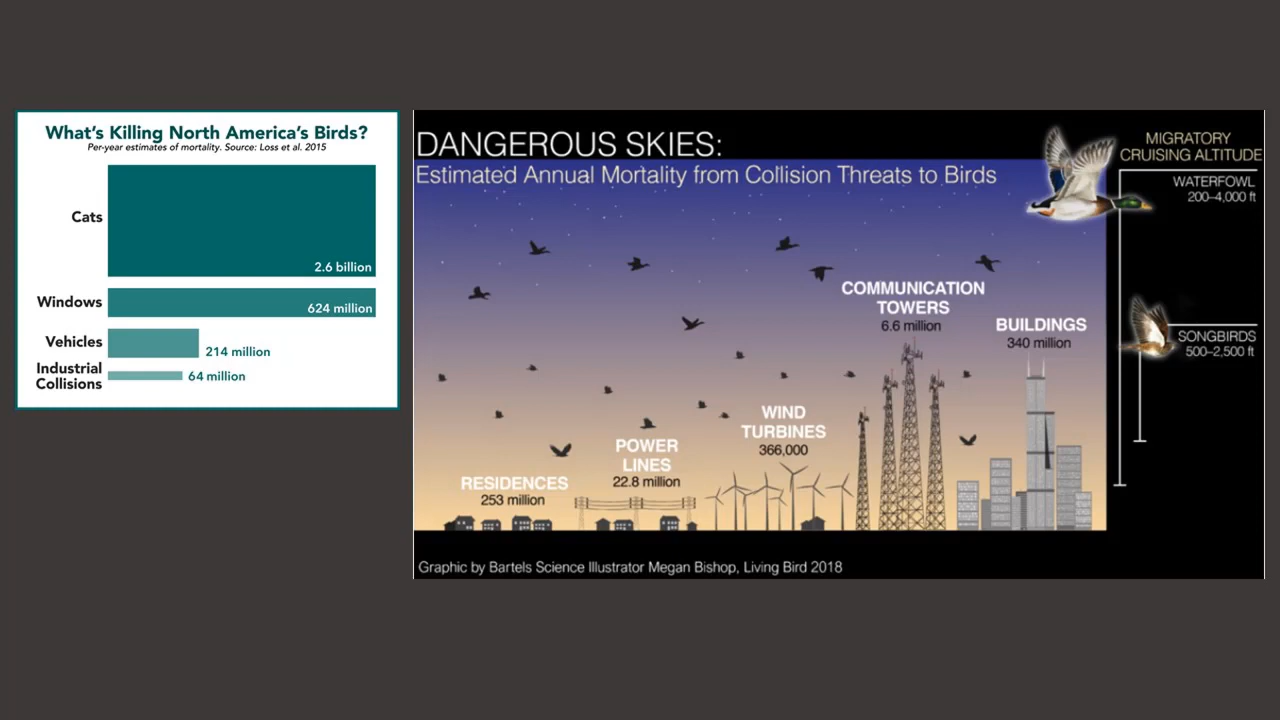 What's Killing North America's Birds?
Per-year estimates of mortality. Source: Loss et al. 2015
Cats
2.6 billion
Windows
624 million
Vehicles
214 million
Industrial
Collisions
64 million
DANGEROUS SKIES:
Estimated Annual Mortality from Collision Threats to Birds
MIGRATORY
CRUISING ALTITUDE
WATERFOWL
200–4,000 ft
SONGBIRDS
500–2,500 ft
RESIDENCES
253 million
POWER
LINES
22.8 million
WIND
TURBINES
366,000
COMMUNICATION
TOWERS
6.6 million
BUILDINGS
340 million
Graphic by Bartels Science Illustrator Megan Bishop, Living Bird 2018